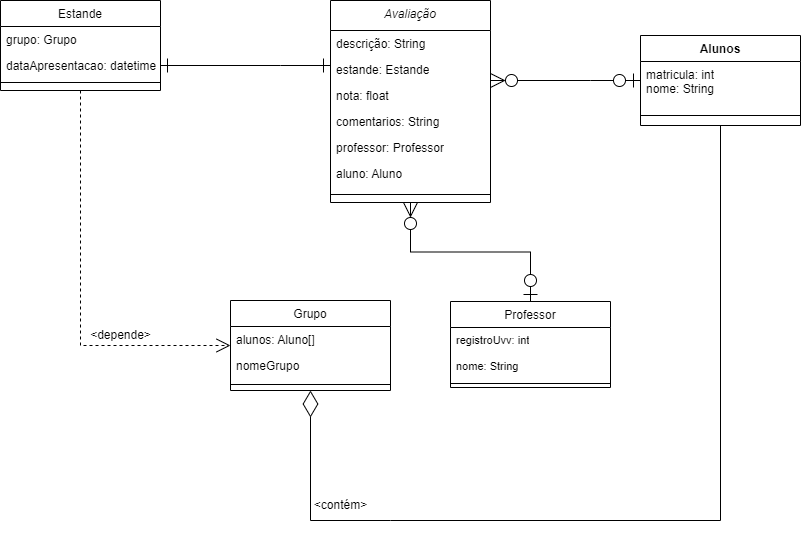 Estande
grupo: Grupo
dataApresentacao: datetime
Avaliação
descrição: String
estande: Estande
nota: float
comentarios: String
professor: Professor
aluno: Aluno
Alunos
matricula: int
nome: String
<depende>
Grupo
alunos: Aluno[]
nomeGrupo
Professor
registroUvv: int
nome: String
<contém>